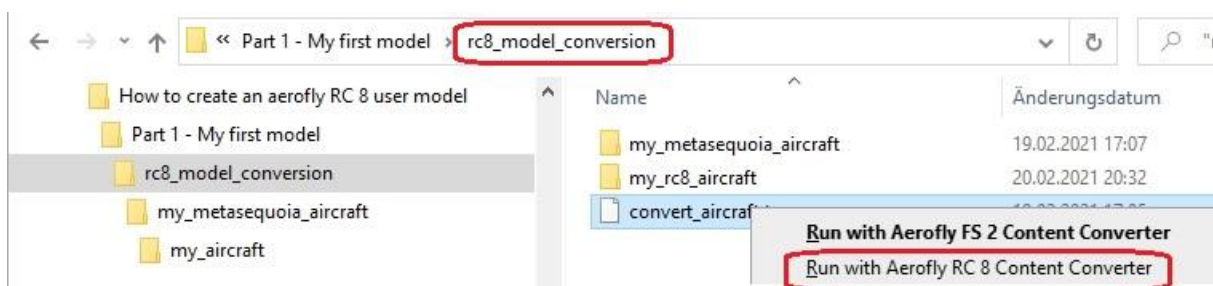 « Part 1 - My first model › rc8_model_conversion
How to create an aerofly RC 8 user model
Part 1 - My first model
rc8_model_conversion
my_metasequoia_aircraft
my_aircraft
Name Änderungsdatum
my_metasequoia_aircraft 19.02.2021 17:07
my_rc8_aircraft 20.02.2021 20:32
convert_aircraft
Run with Aerofly FS 2 Content Converter
Run with Aerofly RC 8 Content Converter